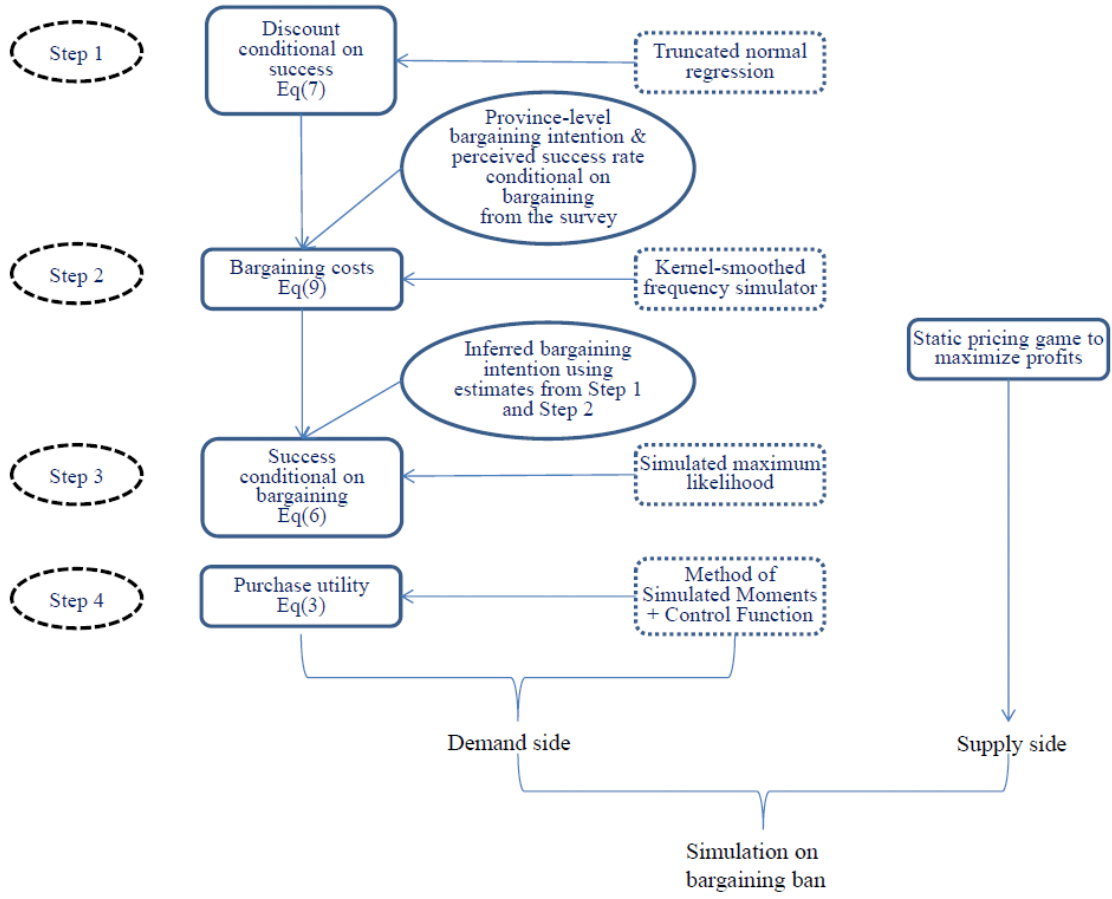 Step 1
Discount
conditional on
success
Eq(7)
Truncated normal
regression
Province-level
bargaining intention &
perceived success rate
conditional on
bargaining
from the survey
Step 2
Bargaining costs
Eq(9)
Kernel-smoothed
frequency simulator
Static pricing game to
maximize profits
Inferred bargaining
intention using
estimates from Step 1
and Step 2
Step 3
Success
conditional on
bargaining
Eq(6)
Simulated maximum
likelihood
Step 4
Purchase utility
Eq(3)
Method of
Simulated Moments
+ Control Function
Demand side
Supply side
Simulation on
bargaining ban